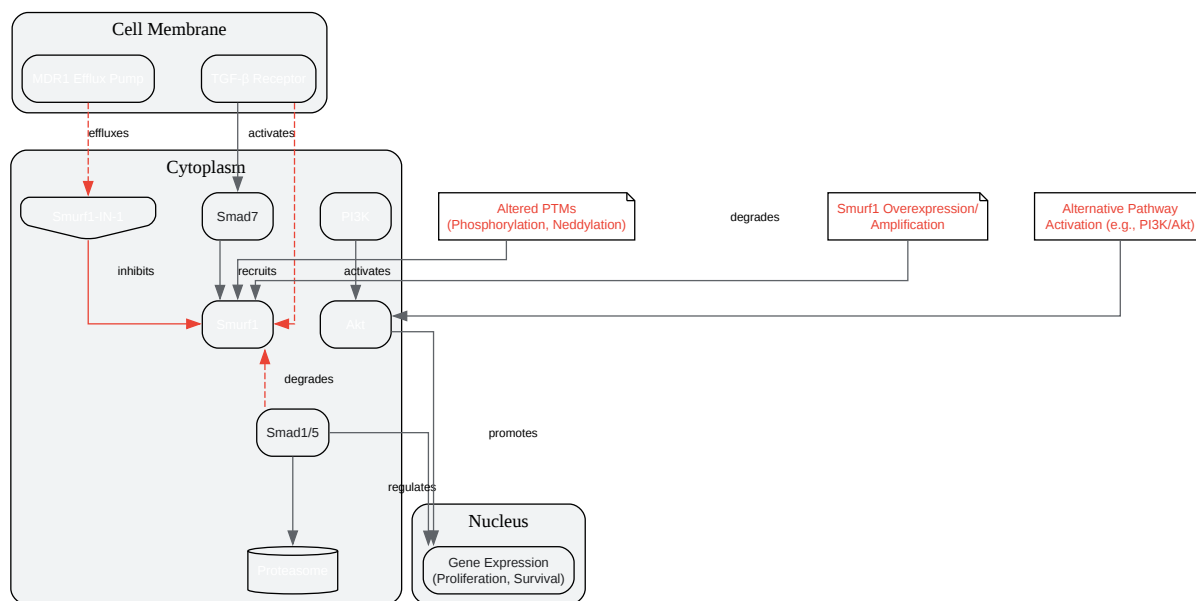 Cell Membrane
MDR1 Efflux Pump
TGF-β Receptor
effluxes
activates
Cytoplasm
Smurf1-IN-1
Smad7
PI3K
Altered PTMs
(Phosphorylation, Neddylation)
degrades
Smurf1 Overexpression/
Amplification
Alternative Pathway
Activation (e.g., PI3K/Akt)
inhibits
recruits
activates
Smurf1
Akt
degrades
Smad1/5
promotes
regulates
Nucleus
Gene Expression
(Proliferation, Survival)
Proteasome